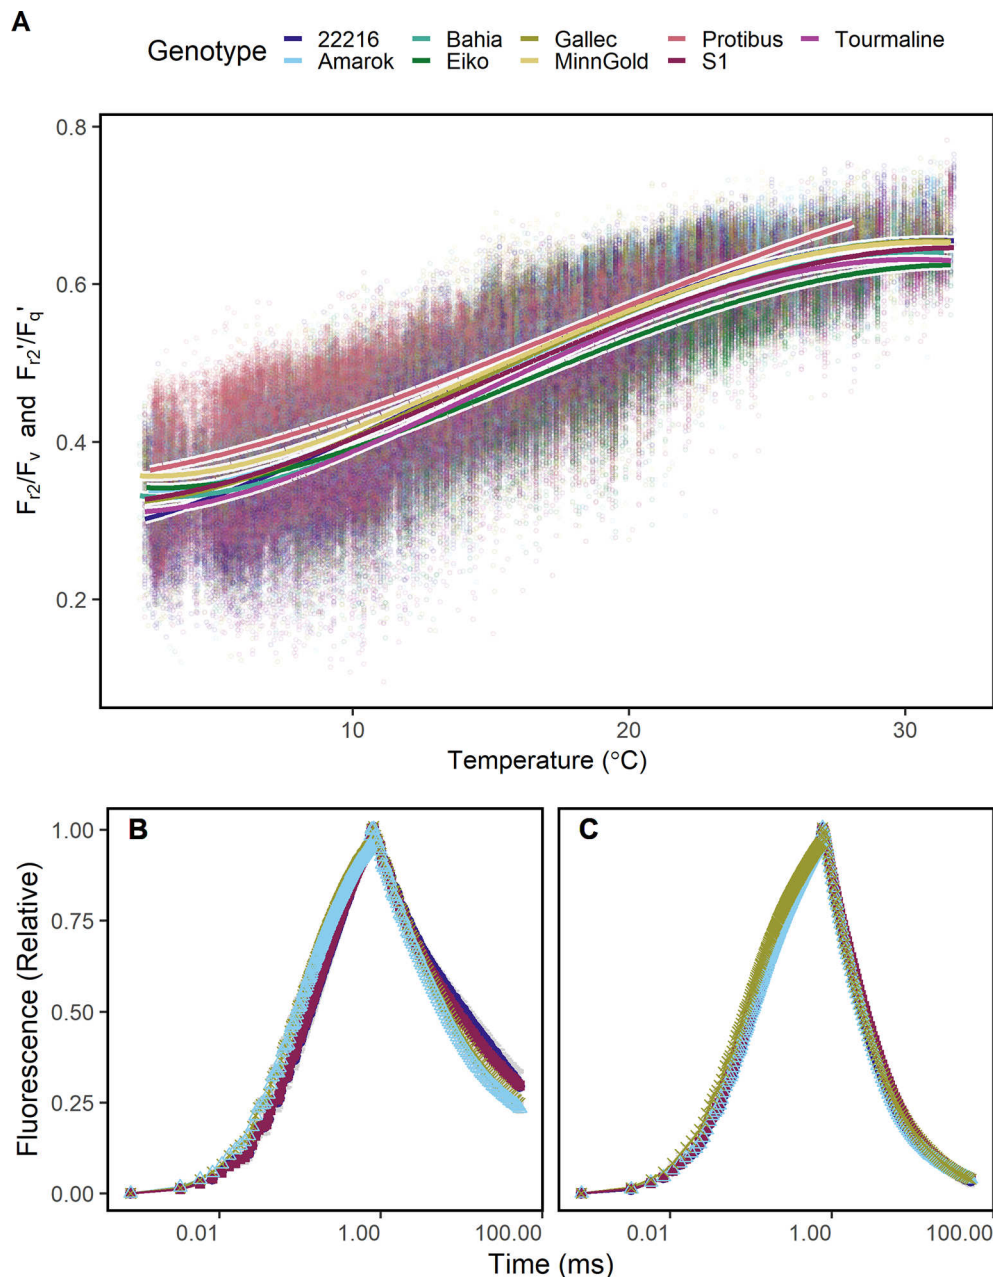 A
Genotype
22216 Bahia Gallec Protibus Tourmaline
Amarok Eiko MinnGold S1
0.8
0.6
0.4
0.2
Fr2/Fv and Fr2'/Fq'
10 20 30
Temperature (°C)
B C
1.00
0.75
0.50
0.25
0.00
Fluorescence (Relative)
0.01 1.00 100.00 0.01 1.00 100.00
Time (ms)